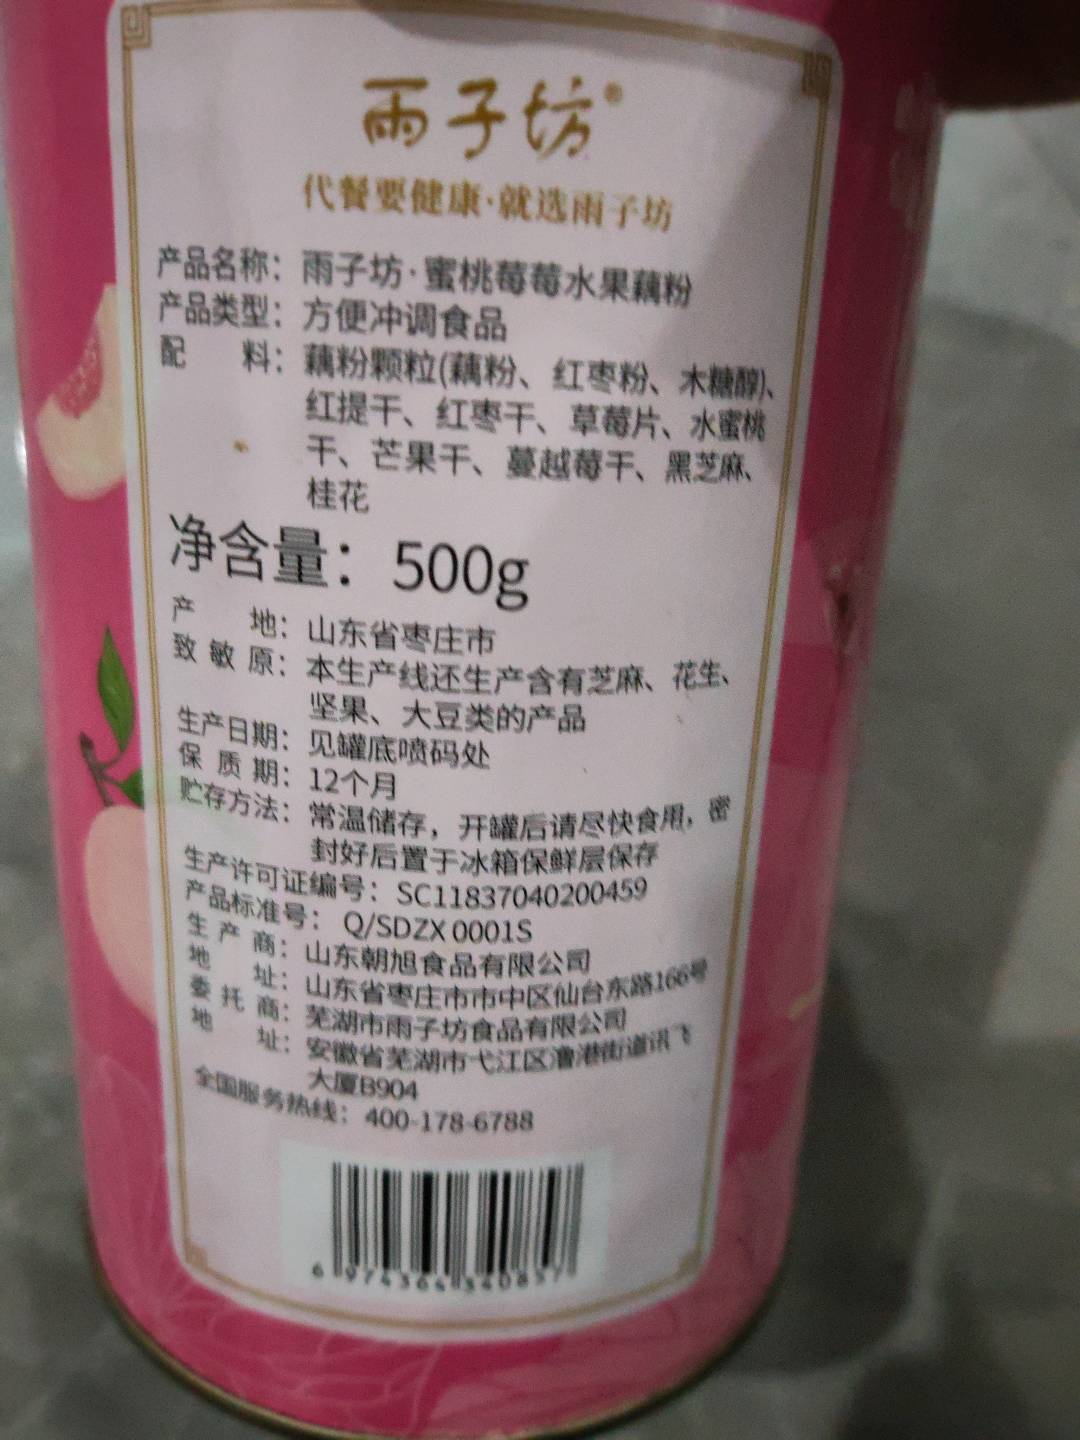 雨子坊®
代餐要健康·就选雨子坊
产品名称：雨子坊·蜜桃莓莓水果藕粉
产品类型：方便冲调食品
配 料：藕粉颗粒(藕粉、红枣粉、木糖醇)、
红提干、红枣干、草莓片、水蜜桃
干、芒果干、蔓越莓干、黑芝麻、
桂花
净含量：500g
产 地：山东省枣庄市
致敏原：本生产线还生产含有芝麻、花生、
坚果、大豆类的产品
生产日期：见罐底喷码处
保质期：12个月
贮存方法：常温储存，开罐后请尽快食用，密
封好后置于冰箱保鲜层保存
生产许可证编号：SC11837040200459
产品标准号：Q/SDZX 0001S
生产商：山东朝旭食品有限公司
地 址：山东省枣庄市市中区仙台东路166号
委托商：芜湖市雨子坊食品有限公司
地 址：安徽省芜湖市弋江区澛港街道讯飞
大厦B904
全国服务热线：400-178-6788
6 974364 340857